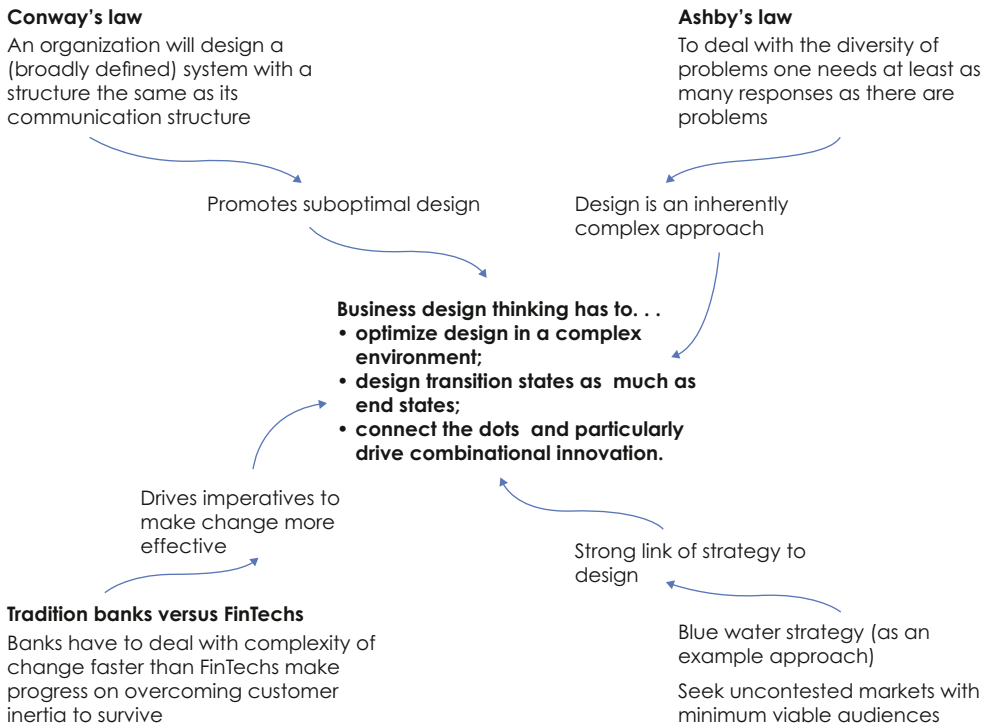 Conway’s law
An organization will design a
(broadly defined) system with a
structure the same as its
communication structure
Ashby’s law
To deal with the diversity of
problems one needs at least as
many responses as there are
problems
Promotes suboptimal design
Design is an inherently
complex approach
Business design thinking has to. . .
• optimize design in a complex
environment;
• design transition states as much as
end states;
• connect the dots and particularly
drive combinational innovation.
Drives imperatives to
make change more
effective
Strong link of strategy to
design
Tradition banks versus FinTechs
Banks have to deal with complexity of
change faster than FinTechs make
progress on overcoming customer
inertia to survive
Blue water strategy (as an
example approach)
Seek uncontested markets with
minimum viable audiences